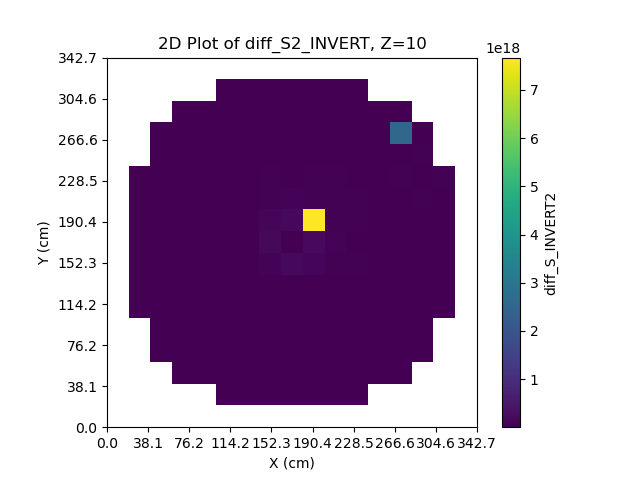 2D Plot of diff_S2_INVERT, Z=10
1e18
342.7
304.6
266.6
228.5
190.4
152.3
114.2
76.2
38.1
0.0
Y (cm)
0.0 38.1 76.2 114.2 152.3 190.4 228.5 266.6 304.6 342.7
X (cm)
7
6
5
4
3
2
1
diff_S_INVERT2